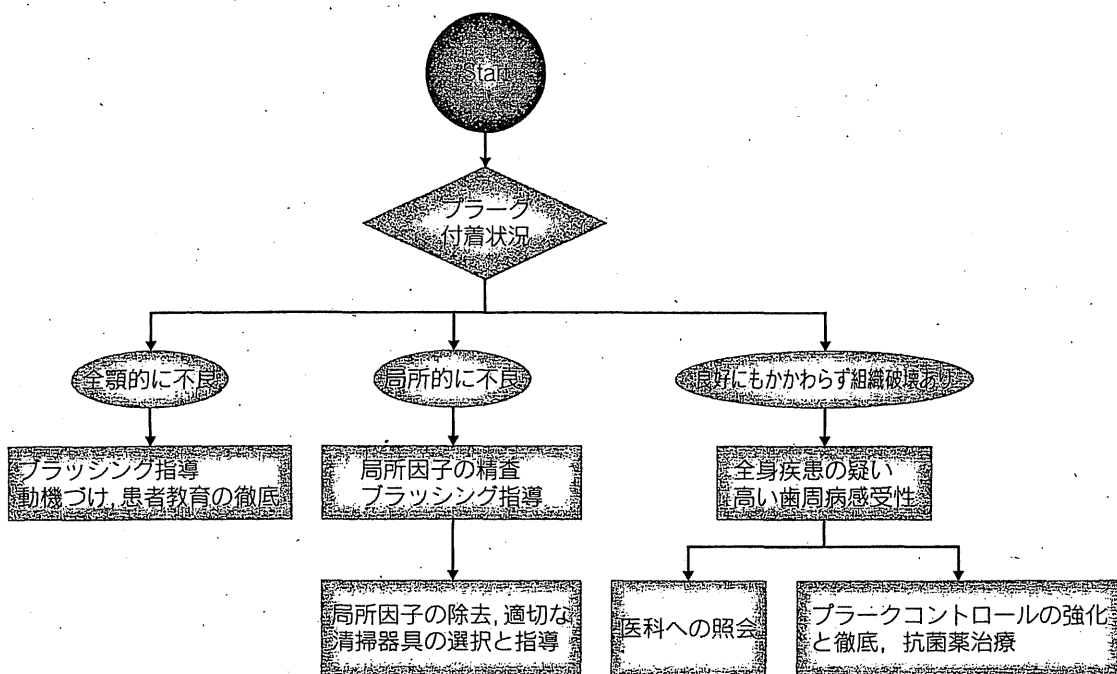 Start
プラーク
付着状況
全顎的に不良
局所的に不良
良好にもかかわらず組織破壊あり
ブラッシング指導
動機づけ, 患者教育の徹底
局所因子の精査
ブラッシング指導
全身疾患の疑い
高い歯周病感受性
局所因子の除去, 適切な
清掃器具の選択と指導
医科への照会
プラークコントロールの強化
と徹底, 抗菌薬治療